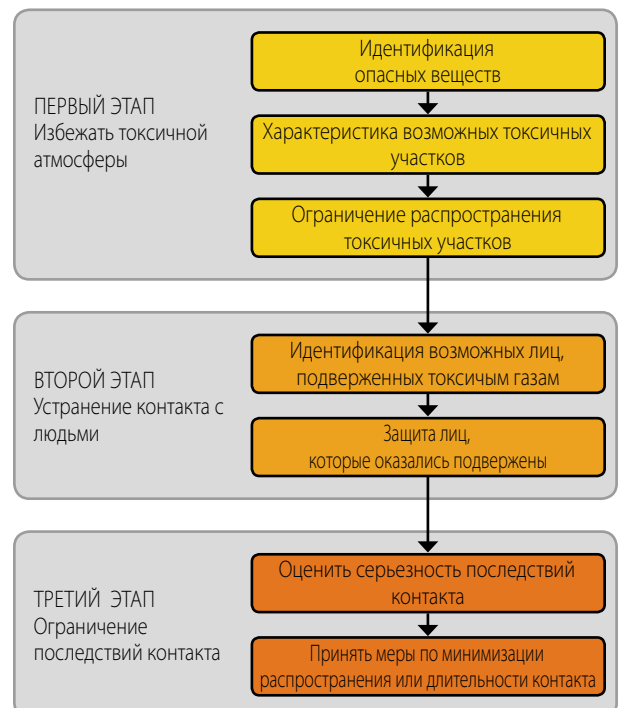 ПЕРВЫЙ ЭТАП
Избежать токсичной
атмосферы
Идентификация
опасных веществ
Характеристика возможных токсичных
участков
Ограничение распространения
токсичных участков
ВТОРОЙ ЭТАП
Устранение контакта с
людьми
Идентификация возможных лиц,
подверженных токсичым газам
Защита лиц,
которые оказались подвержены
ТРЕТИЙ ЭТАП
Ограничение
последствий контакта
Оценить серьезность последствий
контакта
Принять меры по минимизации
распространения или длительности контакта